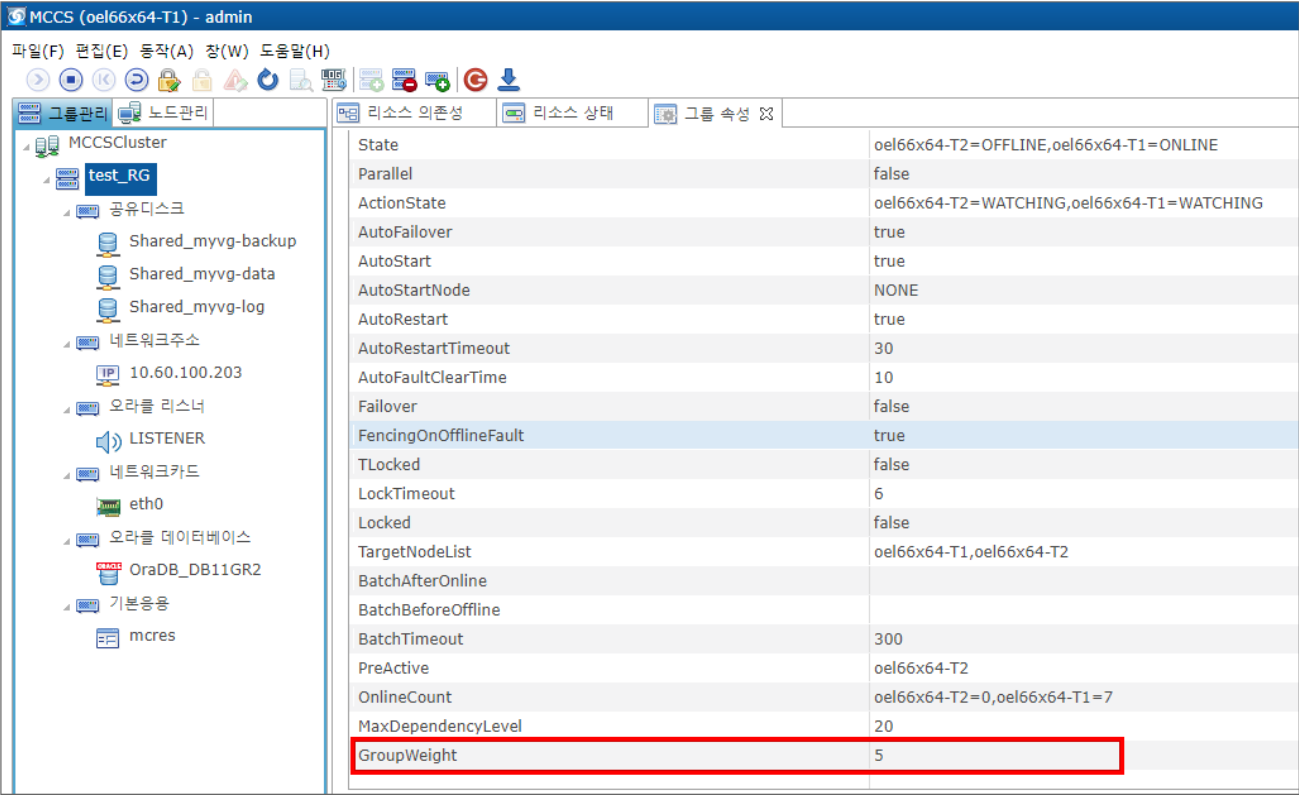 MCCS (oel66x64-T1) - admin
파일(F) 편집(E) 동작(A) 창(W) 도움말(H)
LOG
그룹관리 노드관리
리소스 의존성 리소스 상태 그룹 속성
MCCSCluster
test_RG
공유디스크
Shared_myvg-backup
Shared_myvg-data
Shared_myvg-log
네트워크주소
IP 10.60.100.203
오라클 리스너
LISTENER
네트워크카드
eth0
오라클 데이터베이스
ORACLE OraDB_DB11GR2
기본응용
mcres
State oel66x64-T2=OFFLINE,oel66x64-T1=ONLINE
Parallel false
ActionState oel66x64-T2=WATCHING,oel66x64-T1=WATCHING
AutoFailover true
AutoStart true
AutoStartNode NONE
AutoRestart true
AutoRestartTimeout 30
AutoFaultClearTime 10
Failover false
FencingOnOfflineFault true
TLocked false
LockTimeout 6
Locked false
TargetNodeList oel66x64-T1,oel66x64-T2
BatchAfterOnline
BatchBeforeOffline
BatchTimeout 300
PreActive oel66x64-T2
OnlineCount oel66x64-T2=0,oel66x64-T1=7
MaxDependencyLevel 20
GroupWeight 5